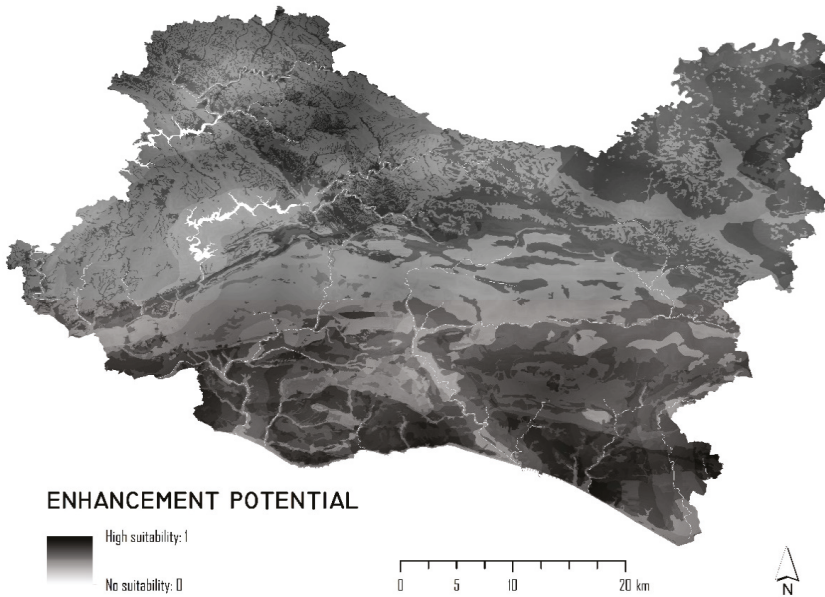 ENHANCEMENT POTENTIAL
High suitability: 1
No suitability: 0
0 5 10 20 km
N